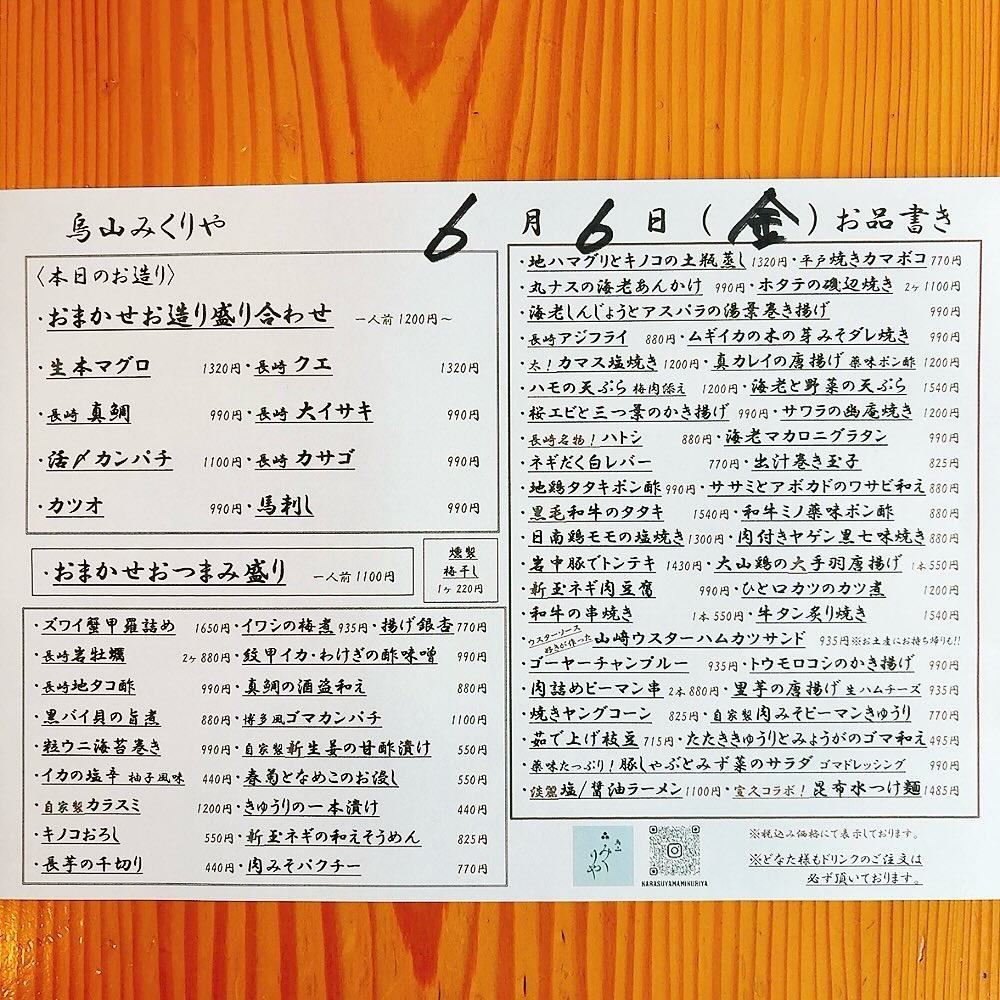 烏山みくりや 6月6日(金)お品書き
〈本日のお造り〉
・おまかせお造り盛り合わせ 一人前1200円〜
・生本マグロ 1320円・長崎 クエ 1320円
・長崎 真鯛 990円・長崎 大イサキ 990円
・活〆カンパチ 1100円・長崎 カサゴ 990円
・カツオ 990円・馬刺し 990円
・おまかせおつまみ盛り 一人前1100円
燻製
梅干し
1ヶ220円
・ズワイ蟹甲羅詰め 1650円・イワシの梅煮 935円・揚げ銀杏 770円
・長崎岩牡蠣 2ヶ880円・紋甲イカ・わけぎの酢味噌 990円
・長崎地タコ酢 990円・真鯛の酒盗和え 880円
・黒バイ貝の旨煮 880円・博多風ゴマカンパチ 1100円
・粒ウニ海苔巻き 990円・自家製新生姜の甘酢漬け 550円
・イカの塩辛 柚子風味 440円・春菊となめこのお浸し 550円
・自家製カラスミ 1200円・きゅうりの一本漬け 440円
・キノコおろし 550円・新玉ネギの和えそうめん 825円
・長芋の千切り 440円・肉みそパクチー 770円
・地ハマグリとキノコの土瓶蒸し 1320円・平戸焼きカマボコ 770円
・丸ナスの海老あんかけ 990円・ホタテの磯辺焼き 2ヶ1100円
・海老しんじょうとアスパラの湯葉巻き揚げ 990円
・長崎アジフライ 880円・ムギイカの木の芽みそダレ焼き 990円
・太!カマス塩焼き 1200円・真カレイの唐揚げ 薬味ポン酢 1200円
・ハモの天ぷら 梅肉添え 1200円・海老と野菜の天ぷら 1540円
・桜エビと三つ葉のかき揚げ 990円・サワラの幽庵焼き 1200円
・長崎名物!ハトシ 880円・海老マカロニグラタン 990円
・ネギだく白レバー 770円・出汁巻き玉子 825円
・地鶏タタキポン酢 990円・ササミとアボカドのワサビ和え 880円
・黒毛和牛のタタキ 1540円・和牛ミノ薬味ポン酢 880円
・日南鶏モモの塩焼き 1300円・肉付きヤゲン黒七味焼き 880円
・岩中豚でトンテキ 1430円・大山鶏の大手羽唐揚げ 1本550円
・新玉ネギ肉豆腐 990円・ひと口カツのカツ煮 1200円
・和牛の串焼き 1本550円・牛タン炙り焼き 1540円
・ウスターソース好きが作った 山崎ウスターハムカツサンド 935円※お土産にお持ち帰りも!!
・ゴーヤーチャンプルー 935円・トウモロコシのかき揚げ 990円
・肉詰めピーマン串 2本880円・里芋の唐揚げ 生ハムチーズ 935円
・焼きヤングコーン 825円・自家製肉みそピーマンきゅうり 770円
・茹で上げ枝豆 715円・たたききゅうりとみょうがのゴマ和え 495円
・薬味たっぷり!豚しゃぶとみず菜のサラダ ゴマドレッシング 990円
・淡麗塩/醤油ラーメン 1100円・宣久コラボ!昆布水つけ麺 1485円
みくりや
KARASUYAMAMIKURIYA
※税込み価格にて表示しております。
※どなた様もドリンクのご注文は
必ず頂いております。